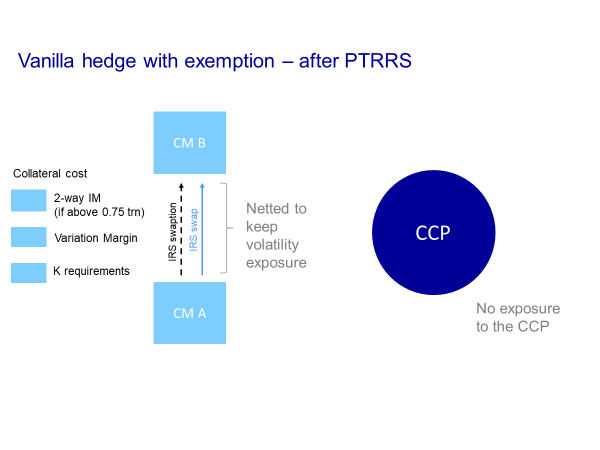 Vanilla hedge with exemption – after PTRRS
CM B
Collateral cost
2-way IM
(if above 0.75 trn)
Variation Margin
K requirements
IRS swaption
IRS swap
Netted to
keep
volatility
exposure
CM A
CCP
No exposure
to the CCP